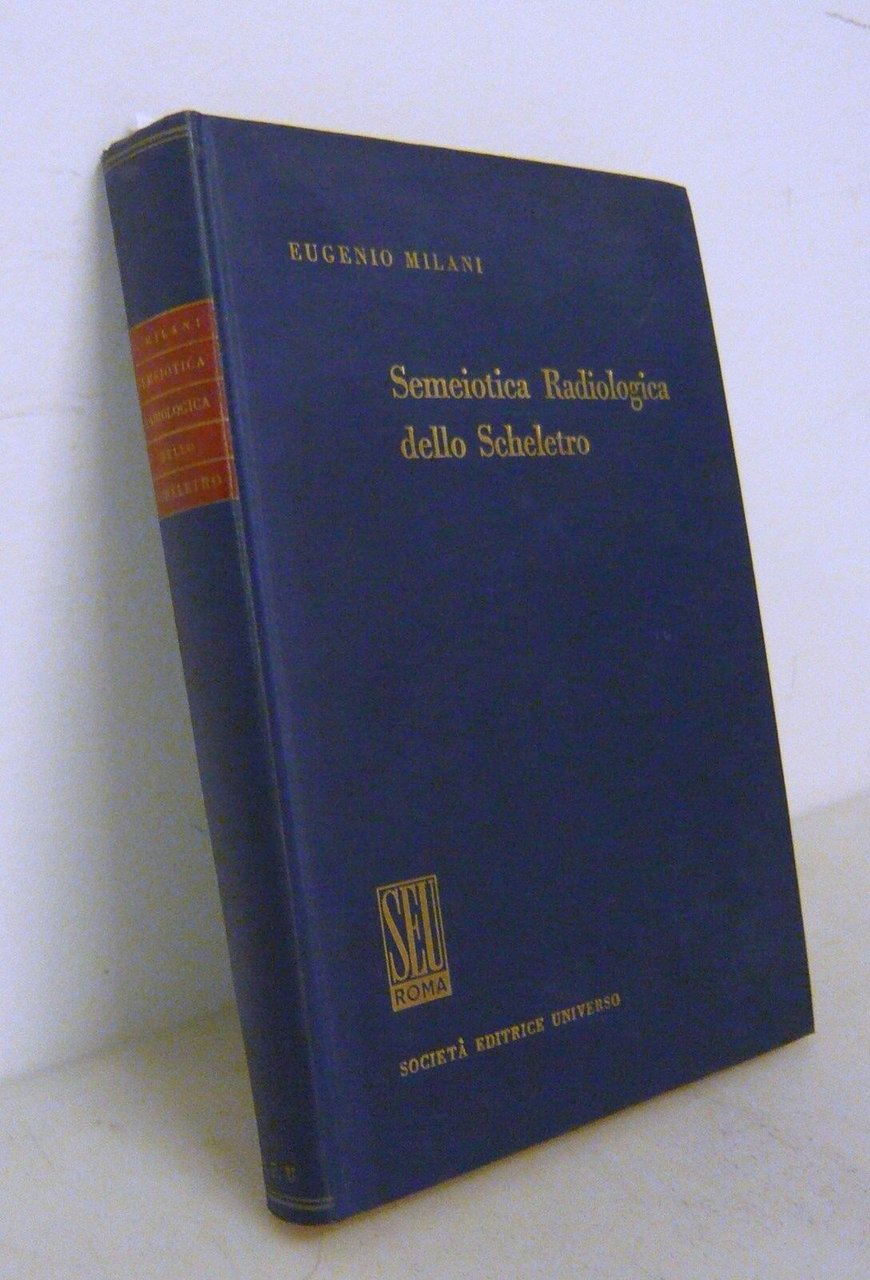 EUGENIO MILANI
Semeiotica Radiologica
dello Scheletro
SEU
ROMA
SOCIETÀ EDITRICE UNIVERSO
MILANI
SEMEIOTICA
RADIOLOGICA
DELLO
SCHELETRO